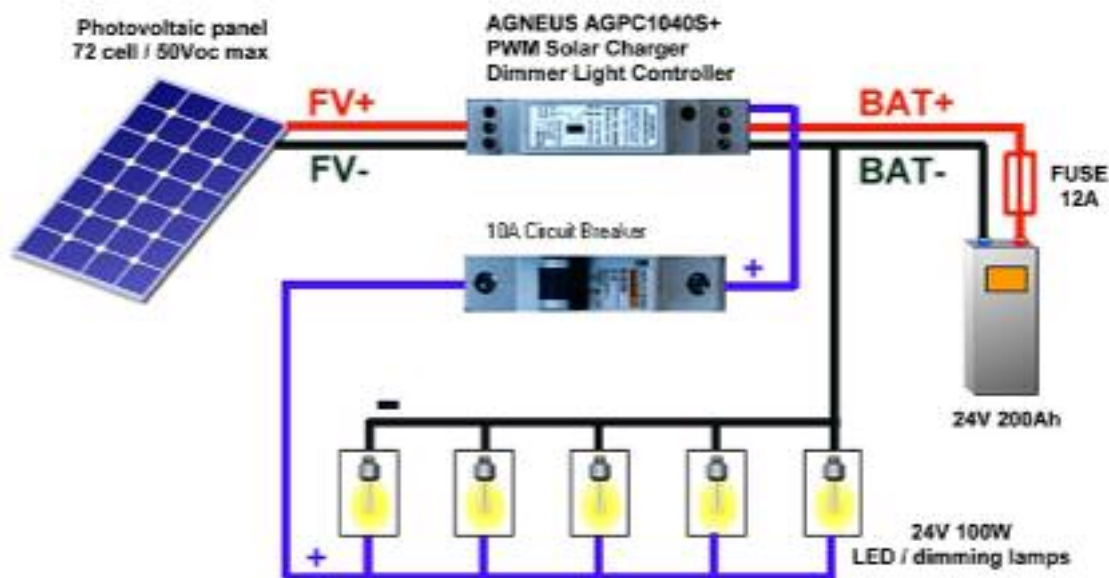 Photovoltaic panel
72 cell / 50Voc max
AGNEUS AGPC1040S+
PWM Solar Charger
Dimmer Light Controller
FV+
FV-
BAT+
BAT-
FUSE
12A
10A Circuit Breaker
+
-
24V 200Ah
+
24V 100W
LED / dimming lamps